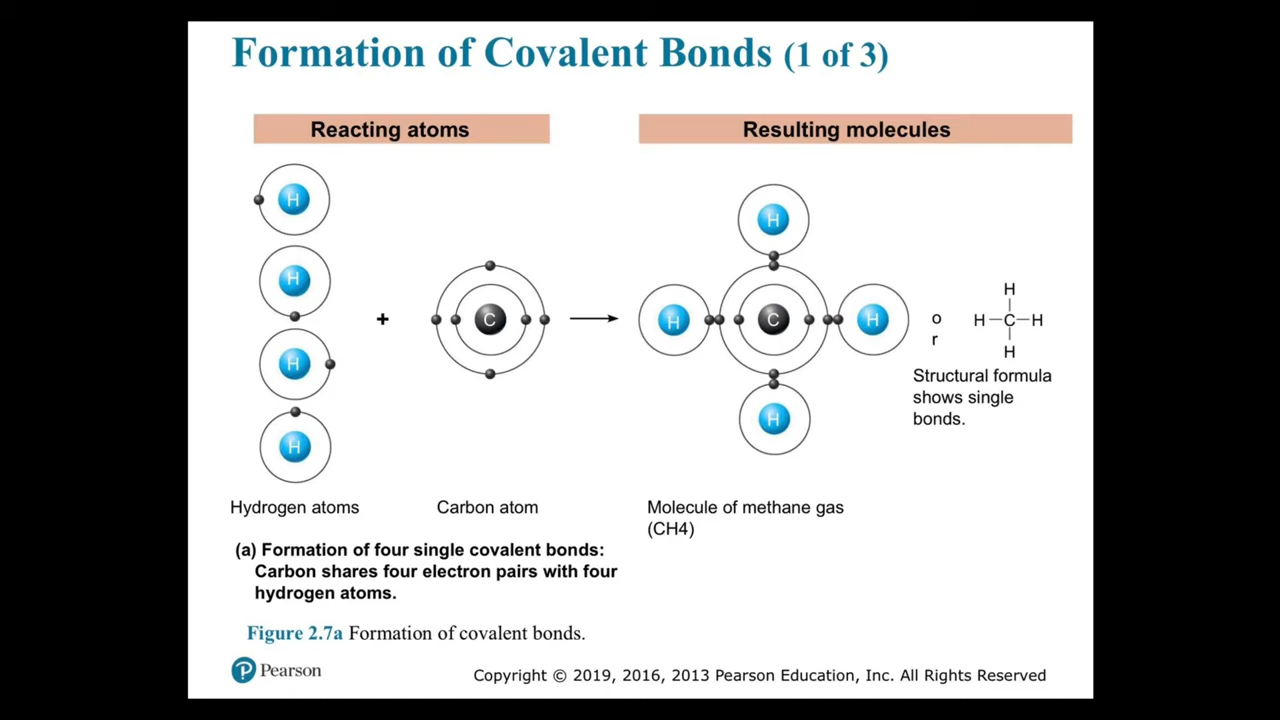 Formation of Covalent Bonds (1 of 3)
Reacting atoms
Resulting molecules
H
H
H
H
+
C
H
H
C
H
H
o
r
H
H–C–H
H
Structural formula
shows single
bonds.
Hydrogen atoms
Carbon atom
Molecule of methane gas
(CH4)
(a) Formation of four single covalent bonds:
Carbon shares four electron pairs with four
hydrogen atoms.
Figure 2.7a Formation of covalent bonds.
P Pearson
Copyright © 2019, 2016, 2013 Pearson Education, Inc. All Rights Reserved